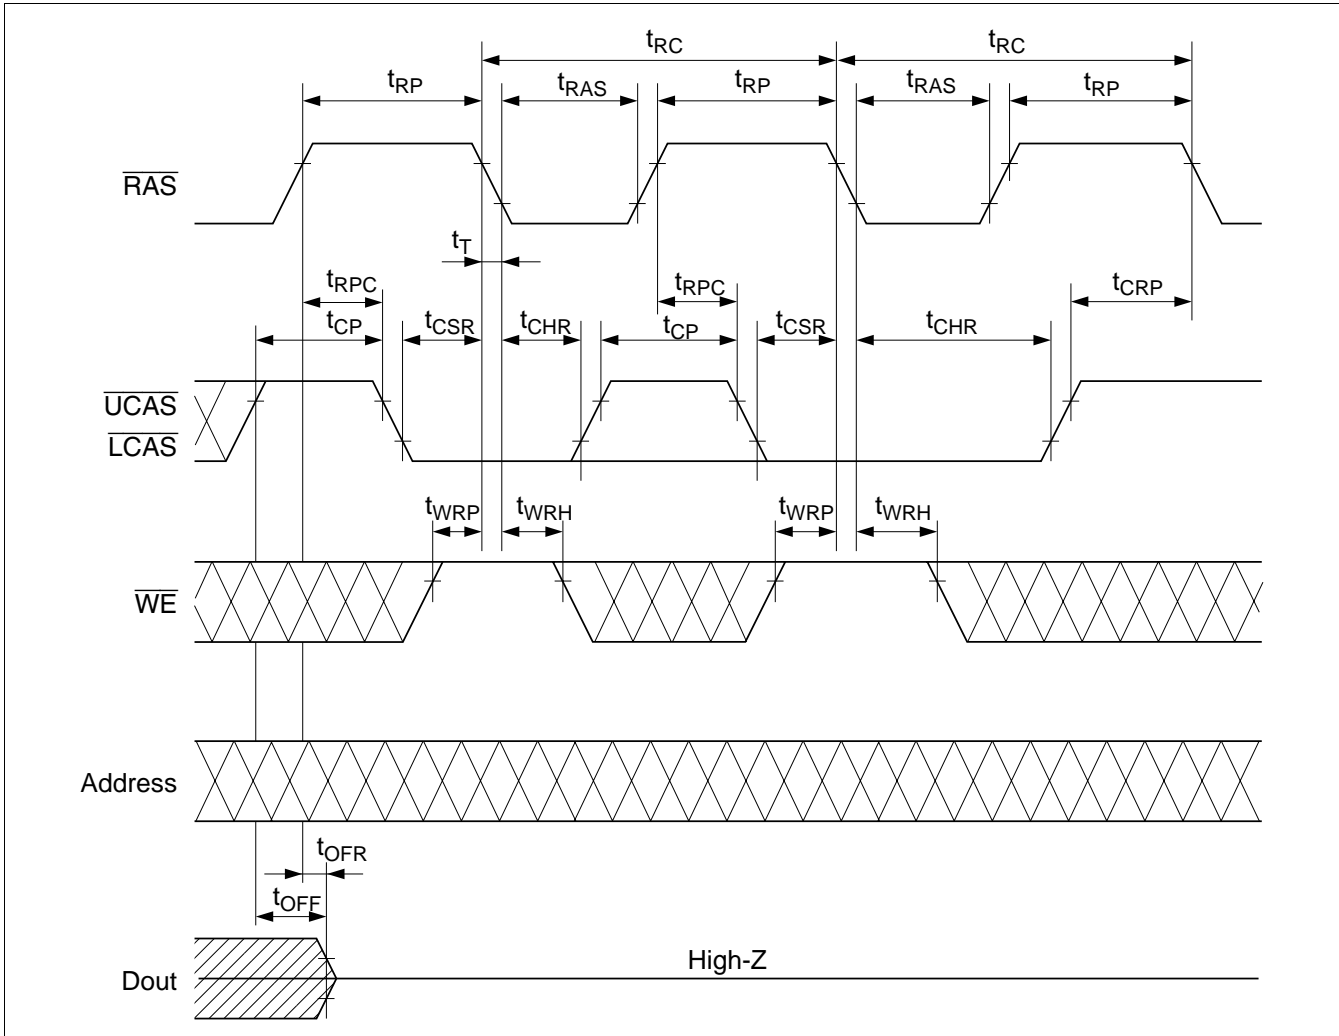 tRC tRC
tRP tRAS tRP tRAS tRP
RAS
tT
tRPC tRPC tCRP
tCP tCSR tCHR tCP tCSR tCHR
UCAS
LCAS
tWRP tWRH tWRP tWRH
WE
Address
tOFR
tOFF
High-Z
Dout